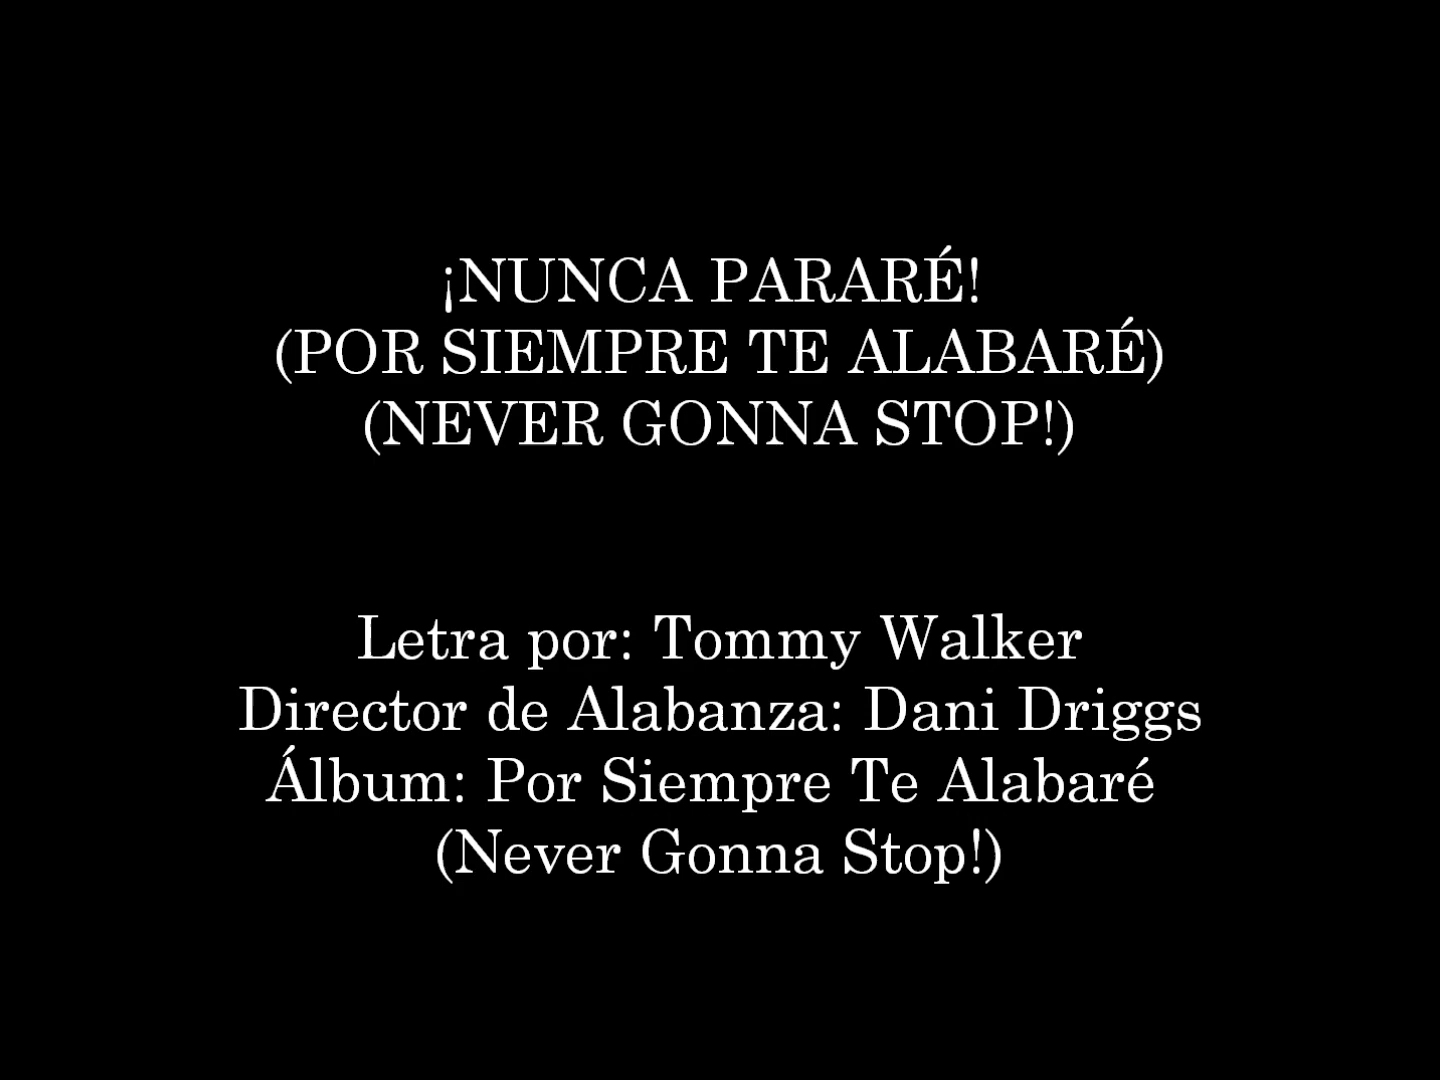 ¡NUNCA PARARÉ!
(POR SIEMPRE TE ALABARÉ)
(NEVER GONNA STOP!)
Letra por: Tommy Walker
Director de Alabanza: Dani Driggs
Álbum: Por Siempre Te Alabaré
(Never Gonna Stop!)